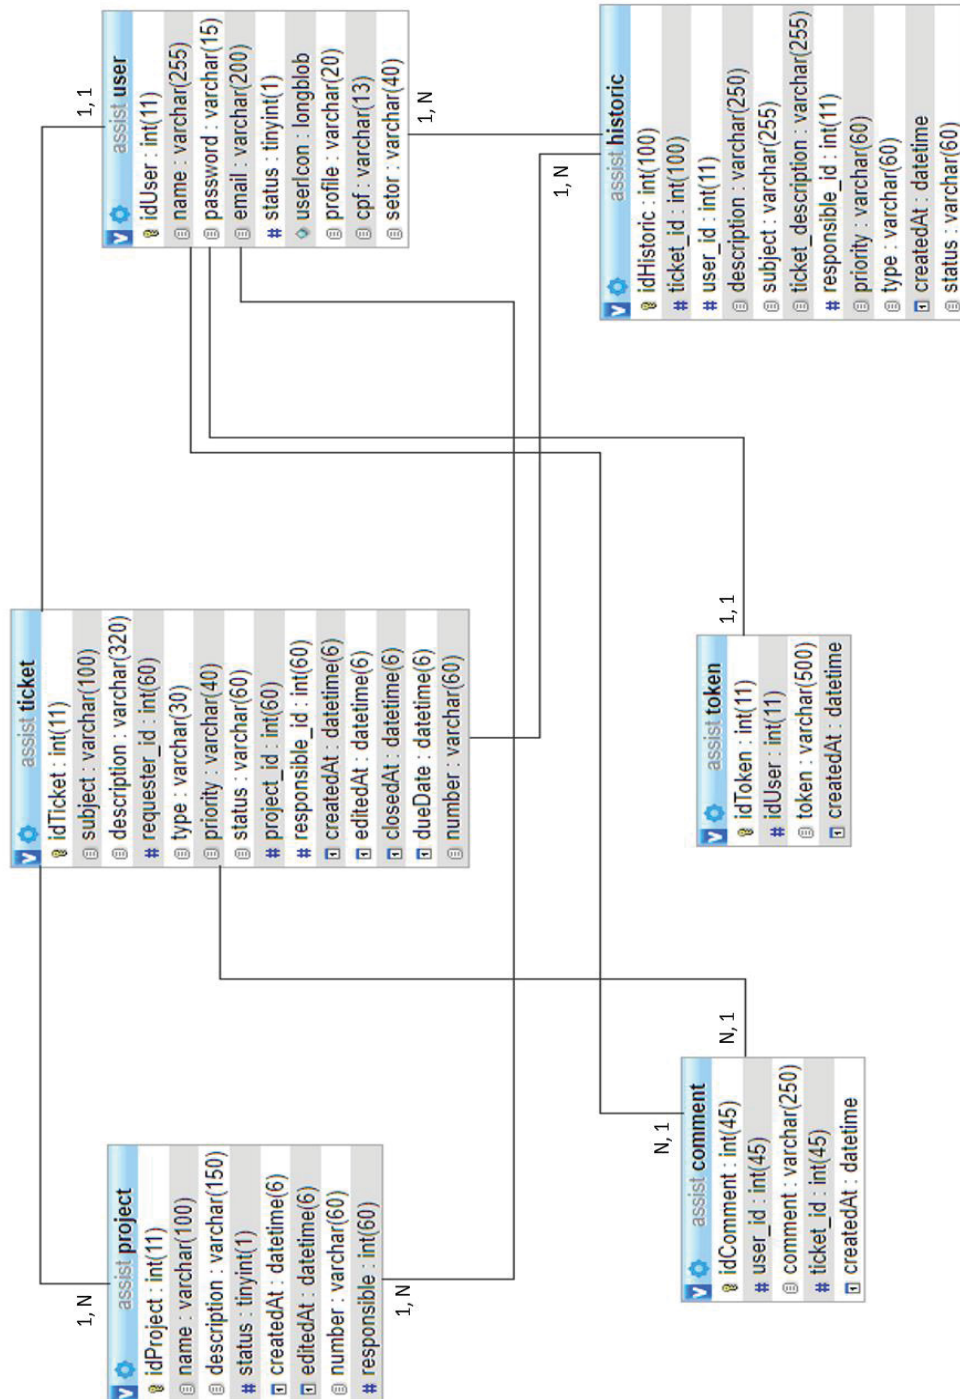 assist project
idProject : int(11)
name : varchar(100)
description : varchar(150)
status : tinyint(1)
createdAt : datetime(6)
editedAt : datetime(6)
number : varchar(60)
responsible : int(60)
1, N
1, N
assist ticket
idTicket : int(11)
subject : varchar(100)
description : varchar(320)
requester_id : int(60)
type : varchar(30)
priority : varchar(40)
status : varchar(60)
project_id : int(60)
responsible_id : int(60)
createdAt : datetime(6)
editedAt : datetime(6)
closedAt : datetime(6)
dueDate : datetime(6)
number : varchar(60)
assist user
idUser : int(11)
name : varchar(255)
password : varchar(15)
email : varchar(200)
status : tinyint(1)
userIcon : longblob
profile : varchar(20)
cpf : varchar(13)
setor : varchar(40)
1, 1
1, N
assist comment
idComment : int(45)
user_id : int(45)
comment : varchar(250)
ticket_id : int(45)
createdAt : datetime
N, 1
N, 1
assist token
idToken : int(11)
idUser : int(11)
token : varchar(500)
createdAt : datetime
1, 1
assist historic
idHistoric : int(100)
ticket_id : int(100)
user_id : int(11)
description : varchar(250)
subject : varchar(255)
ticket_description : varchar(255)
responsible_id : int(11)
priority : varchar(60)
type : varchar(60)
createdAt : datetime
status : varchar(60)
1, N